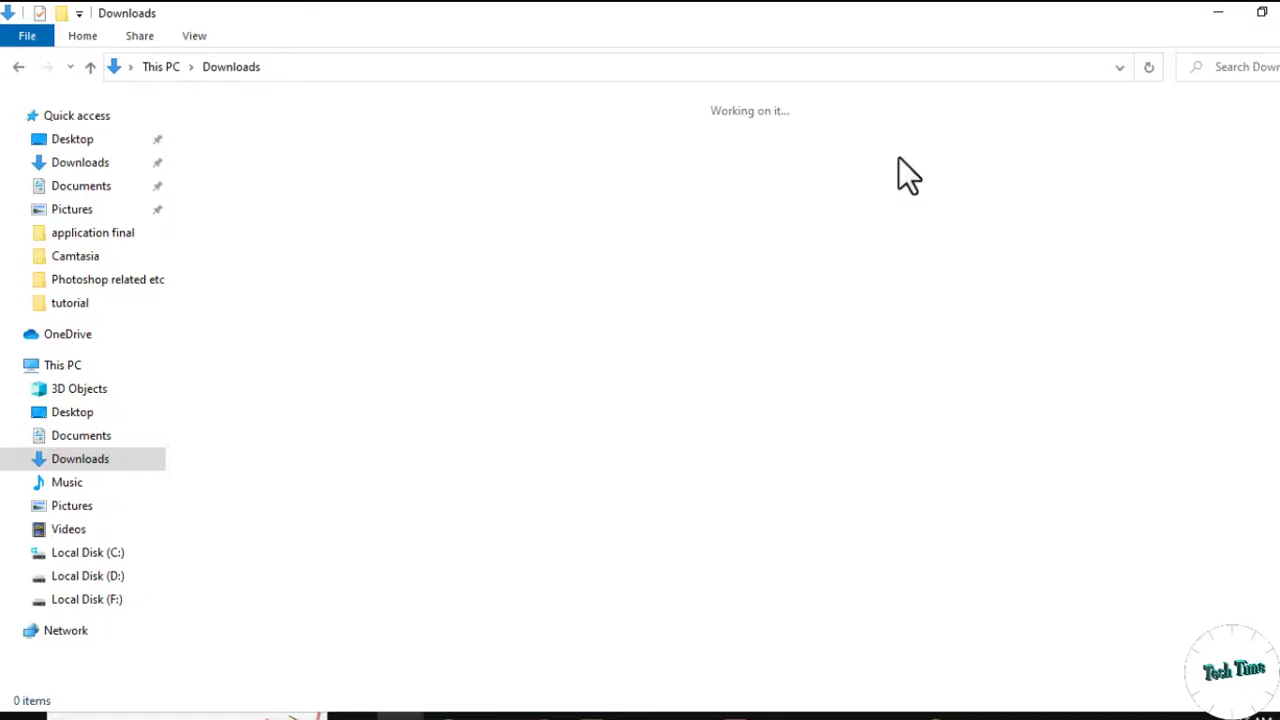 Downloads
File Home Share View
This PC Downloads
Search Down
Working on it...
Quick access
Desktop
Downloads
Documents
Pictures
application final
Camtasia
Photoshop related etc
tutorial
OneDrive
This PC
3D Objects
Desktop
Documents
Downloads
Music
Pictures
Videos
Local Disk (C:)
Local Disk (D:)
Local Disk (F:)
Network
Tech Time
0 items